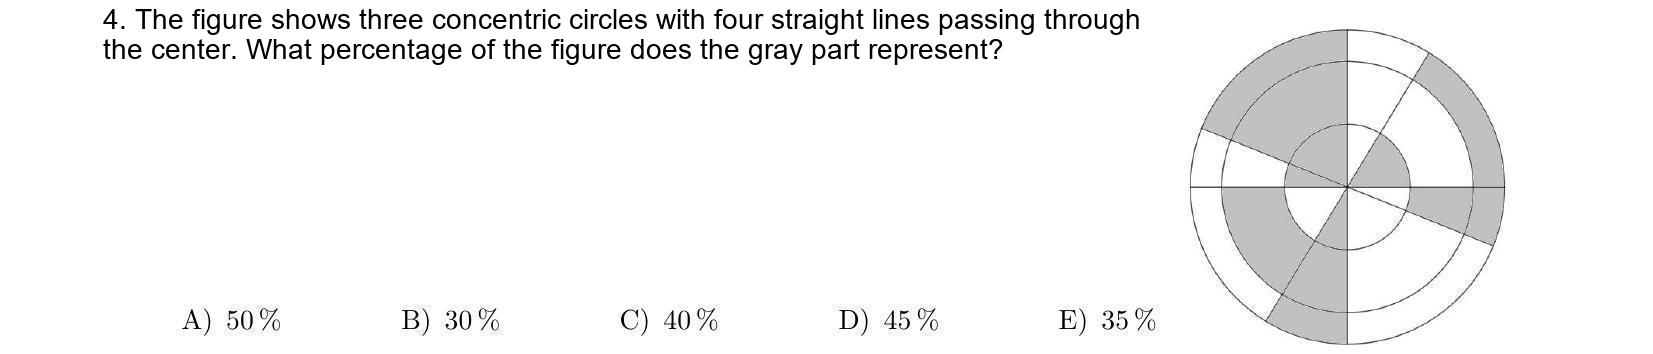 4. The figure shows three concentric circles with four straight lines passing through
the center. What percentage of the figure does the gray part represent?
A) 50 % B) 30 % C) 40 % D) 45 % E) 35 %